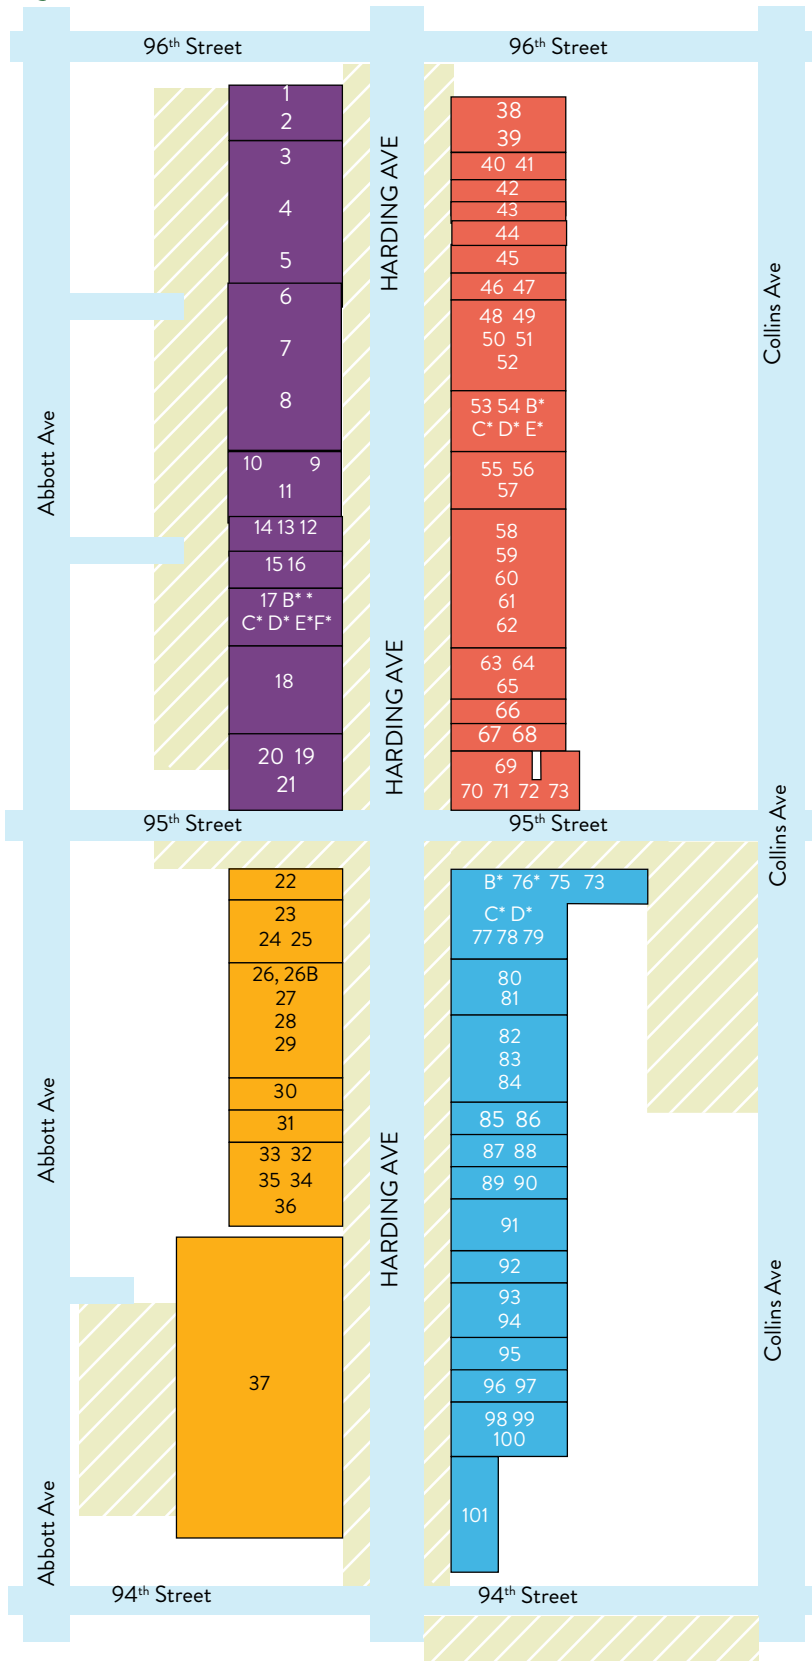 96th Street
96th Street
1
2
3
4
5
6
7
8
10 9
11
14 13 12
15 16
17 B* *
C* D* E*F*
18
20 19
21
HARDING AVE
HARDING AVE
38
39
40 41
42
43
44
45
46 47
48 49
50 51
52
53 54 B*
C* D* E*
55 56
57
58
59
60
61
62
63 64
65
66
67 68
69
70 71 72 73
Abbott Ave
Collins Ave
95th Street
95th Street
Collins Ave
22
23
24 25
26, 26B
27
28
29
30
31
33 32
35 34
36
37
HARDING AVE
B* 76* 75 73
C* D*
77 78 79
80
81
82
83
84
85 86
87 88
89 90
91
92
93
94
95
96 97
98 99
100
101
Abbott Ave
Collins Ave
Abbott Ave
94th Street
94th Street